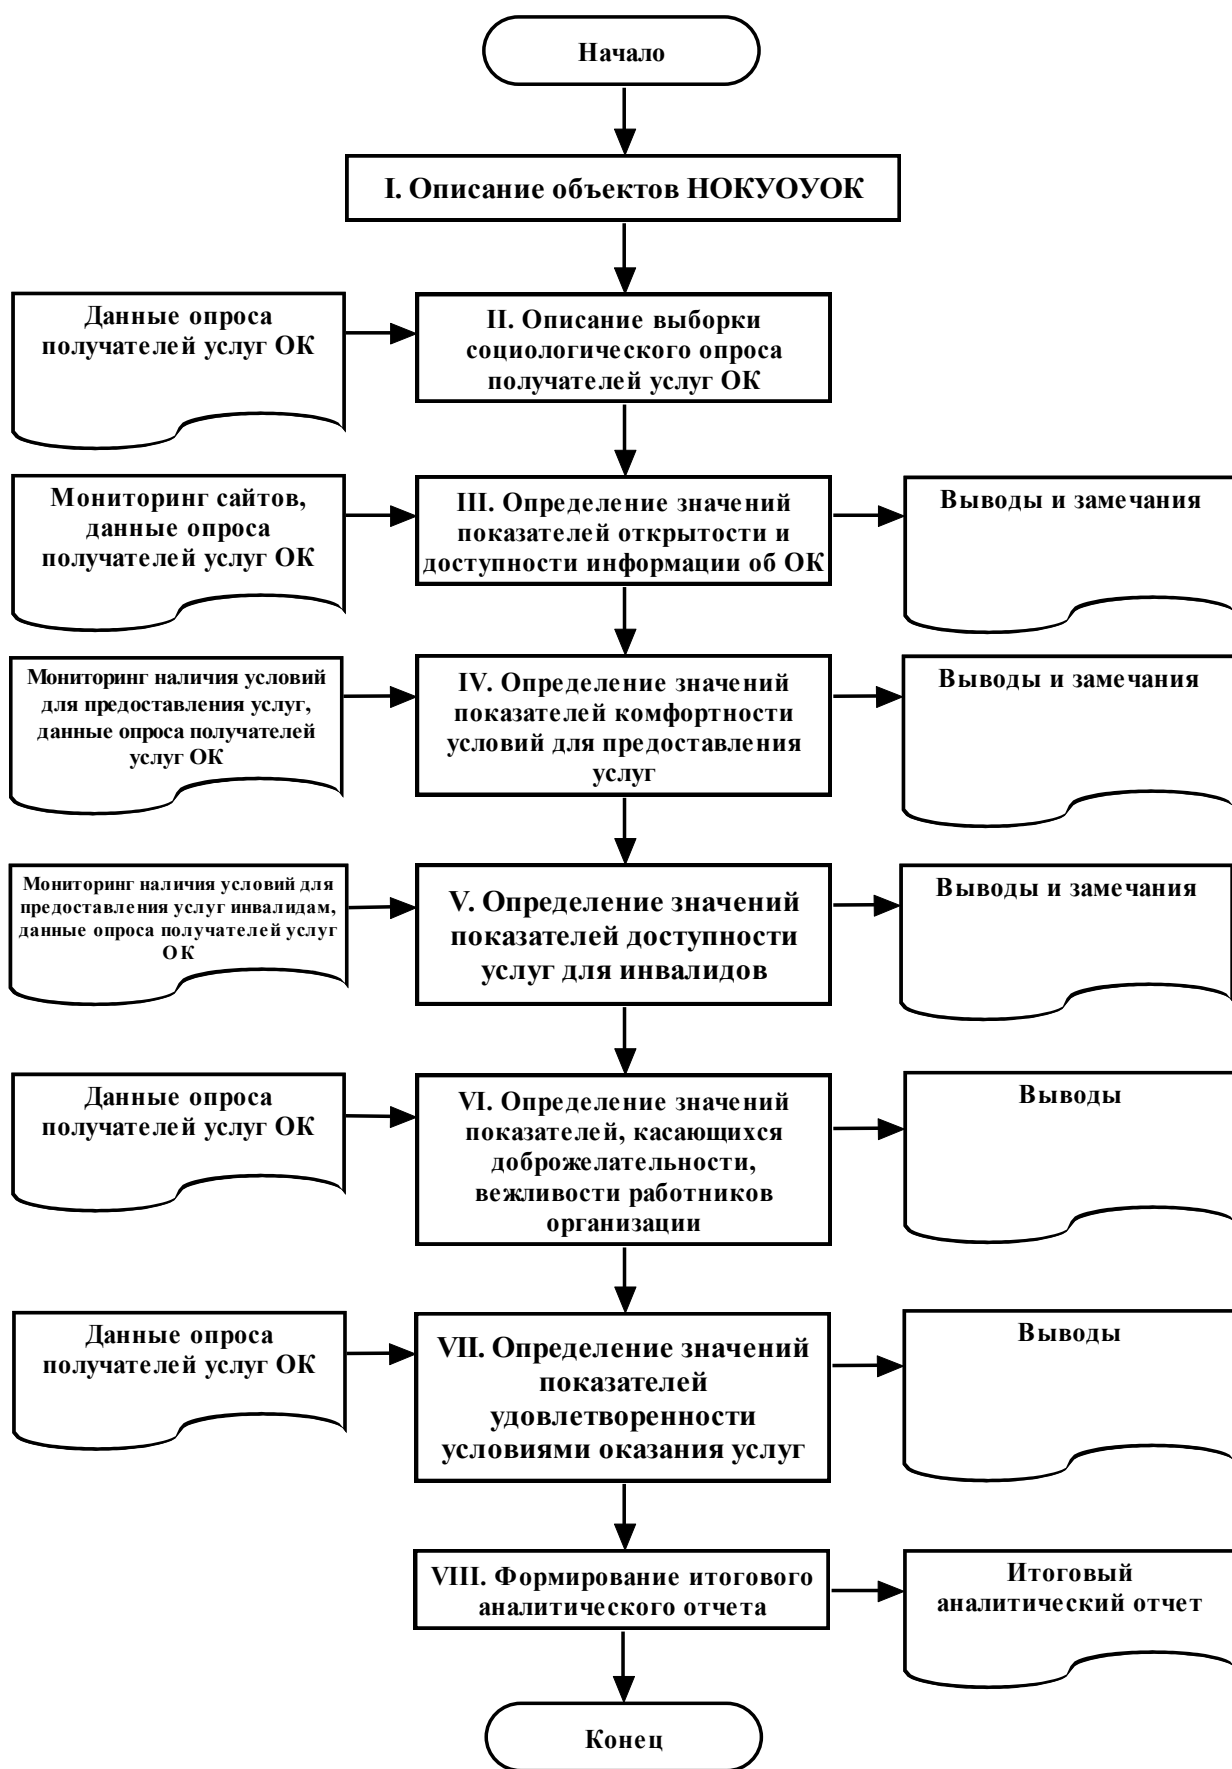 Начало
I. Описание объектов НОКУОУОК
Данные опроса
получателей услуг ОК
II. Описание выборки
социологического опроса
получателей услуг ОК
Мониторинг сайтов,
данные опроса
получателей услуг ОК
III. Определение значений
показателей открытости и
доступности информации об ОК
Выводы и замечания
Мониторинг наличия условий
для предоставления услуг,
данные опроса получателей
услуг ОК
IV. Определение значений
показателей комфортности
условий для предоставления
услуг
Выводы и замечания
Мониторинг наличия условий для
предоставления услуг инвалидам,
данные опроса получателей услуг
ОК
V. Определение значений
показателей доступности
услуг для инвалидов
Выводы и замечания
Данные опроса
получателей услуг ОК
VI. Определение значений
показателей, касающихся
доброжелательности,
вежливости работников
организации
Выводы
Данные опроса
получателей услуг ОК
VII. Определение значений
показателей
удовлетворенности
условиями оказания услуг
Выводы
VIII. Формирование итогового
аналитического отчета
Итоговый
аналитический отчет
Конец